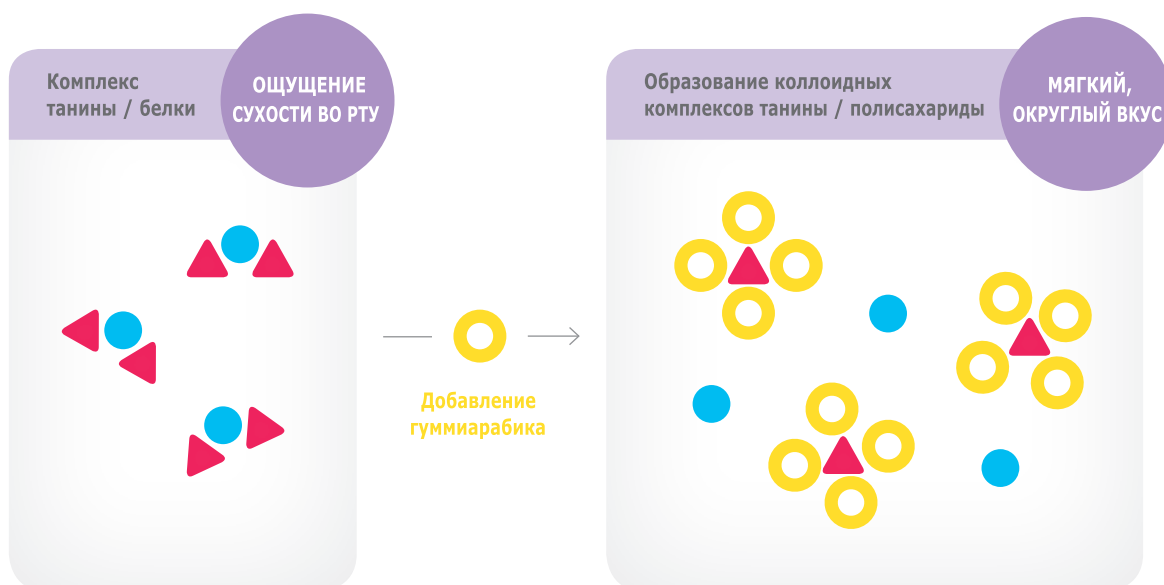 Комплекс
танины / белки
ОЩУЩЕНИЕ
СУХОСТИ ВО РТУ
Добавление
гуммиарабика
Образование коллоидных
комплексов танины / полисахариды
МЯГКИЙ,
ОКРУГЛЫЙ ВКУС